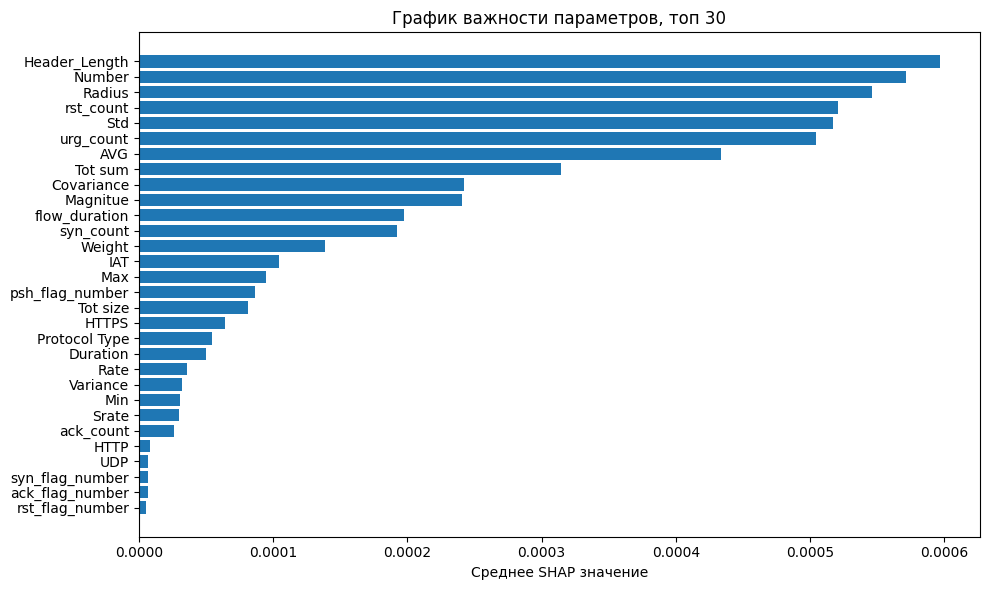 График важности параметров, топ 30
Header_Length
Number
Radius
rst_count
Std
urg_count
AVG
Tot sum
Covariance
Magnitue
flow_duration
syn_count
Weight
IAT
Max
psh_flag_number
Tot size
HTTPS
Protocol Type
Duration
Rate
Variance
Min
Srate
ack_count
HTTP
UDP
syn_flag_number
ack_flag_number
rst_flag_number
0.0000 0.0001 0.0002 0.0003 0.0004 0.0005 0.0006
Среднее SHAP значение